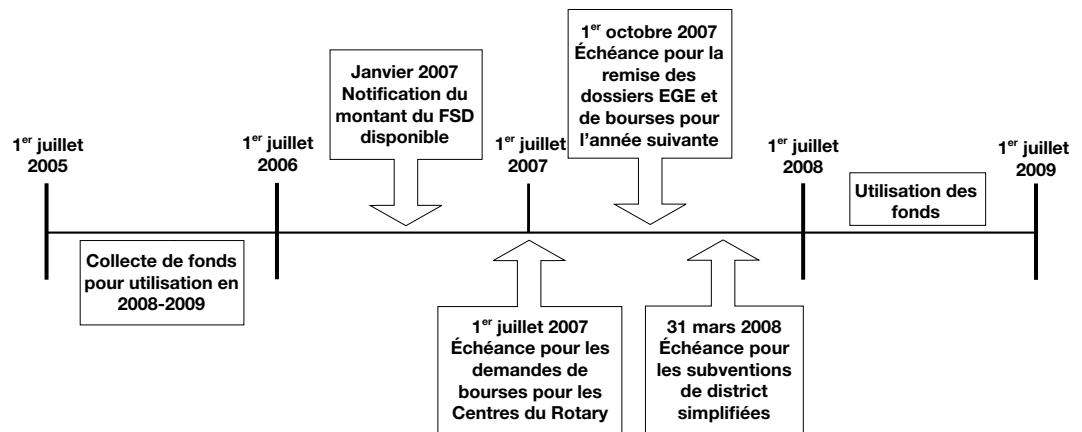 1er juillet
2005
Collecte de fonds
pour utilisation en
2008-2009
1er juillet
2006
Janvier 2007
Notification du
montant du FSD
disponible
1er juillet
2007
1er juillet 2007
Échéance pour les
demandes de
bourses pour les
Centres du Rotary
1er octobre 2007
Échéance pour la
remise des
dossiers EGE et
de bourses pour
l’année suivante
31 mars 2008
Échéance pour
les subventions
de district
simplifiées
1er juillet
2008
Utilisation des
fonds
1er juillet
2009